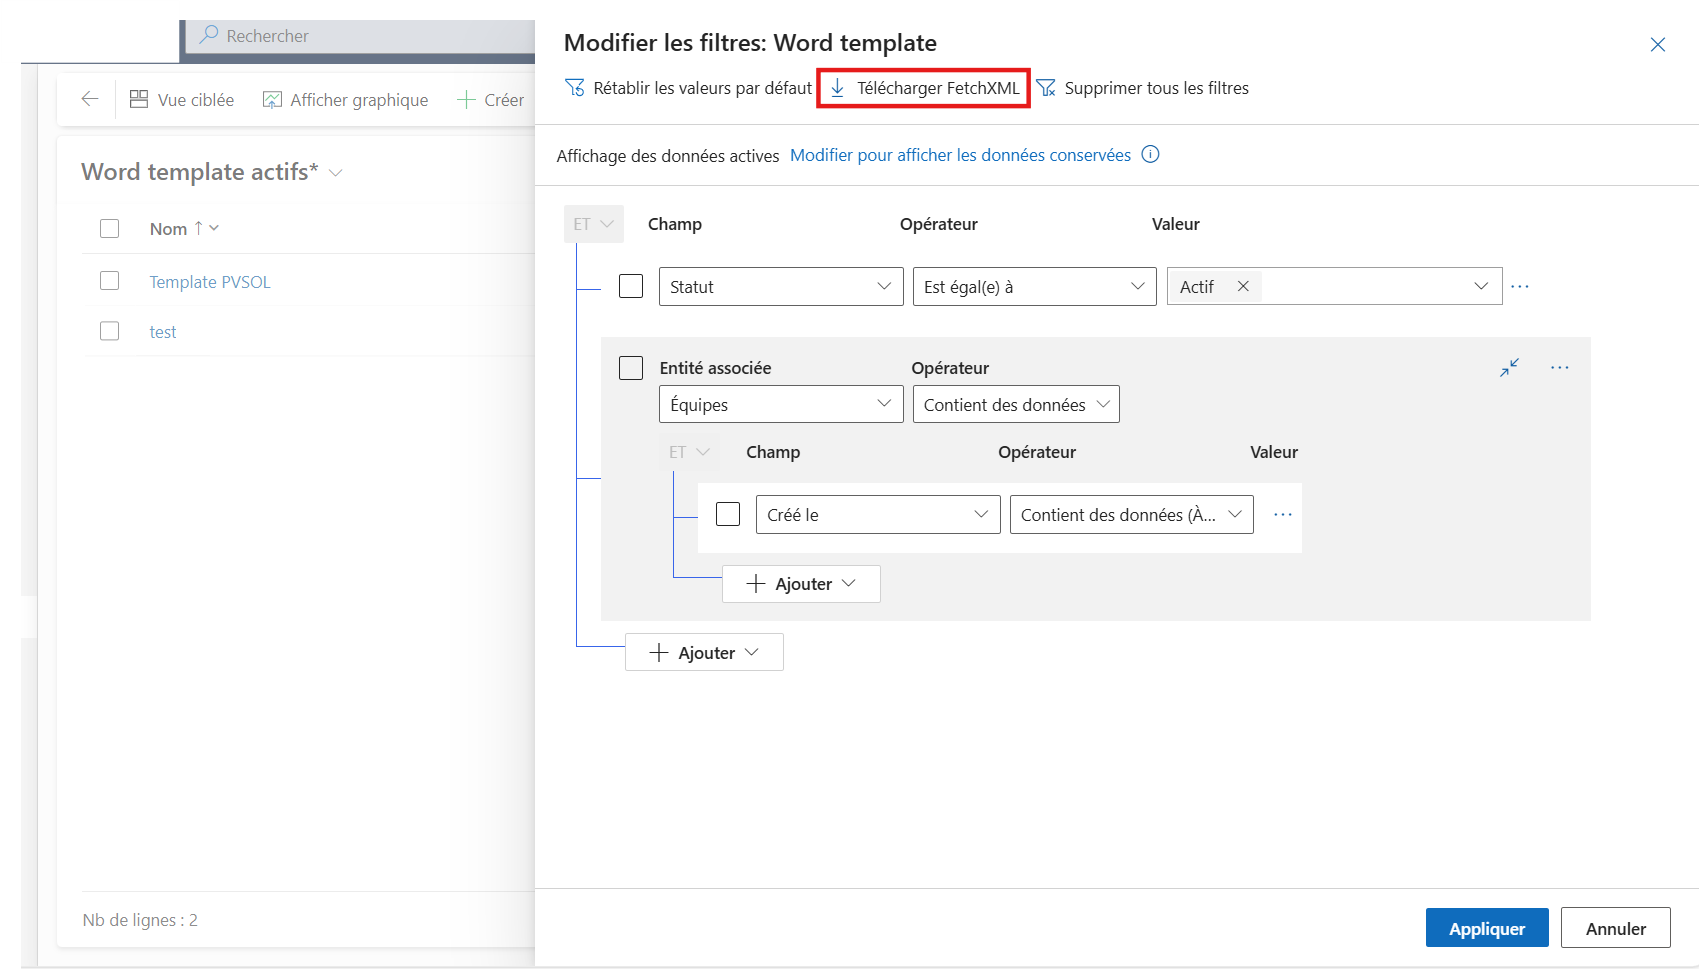 Rechercher
Vue ciblée
Afficher graphique
Créer
Word template actifs*
Nom
Template PVSOL
test
Nb de lignes : 2
Modifier les filtres: Word template
Rétablir les valeurs par défaut
Télécharger FetchXML
Supprimer tous les filtres
Affichage des données actives Modifier pour afficher les données conservées
ET
Champ Opérateur Valeur
Statut Est égal(e) à Actif
Entité associée Opérateur
Équipes Contient des données
ET
Champ Opérateur Valeur
Créé le Contient des données (À...
Ajouter
Ajouter
Appliquer Annuler